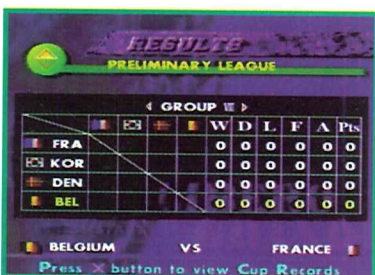 RESULTS
PRELIMINARY LEAGUE
GROUP VII
W D L F A Pts
FRA 0 0 0 0 0 0
KOR 0 0 0 0 0 0
DEN 0 0 0 0 0 0
BEL 0 0 0 0 0 0
BELGIUM VS FRANCE
Press X button to view Cup Records